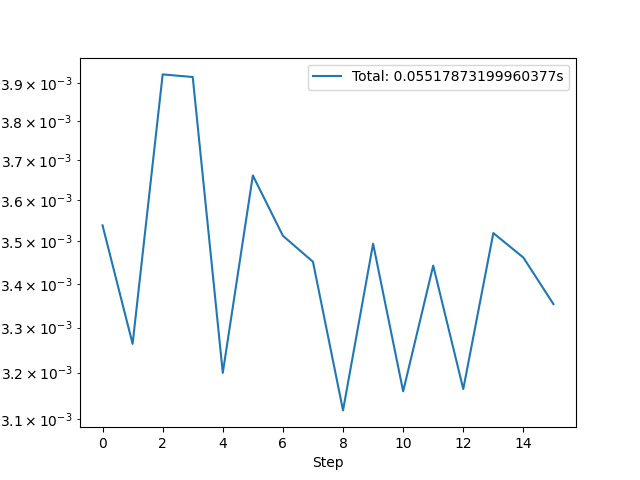 Total: 0.05517873199960377s
3.9 × 10⁻³
3.8 × 10⁻³
3.7 × 10⁻³
3.6 × 10⁻³
3.5 × 10⁻³
3.4 × 10⁻³
3.3 × 10⁻³
3.2 × 10⁻³
3.1 × 10⁻³
0 2 4 6 8 10 12 14
Step